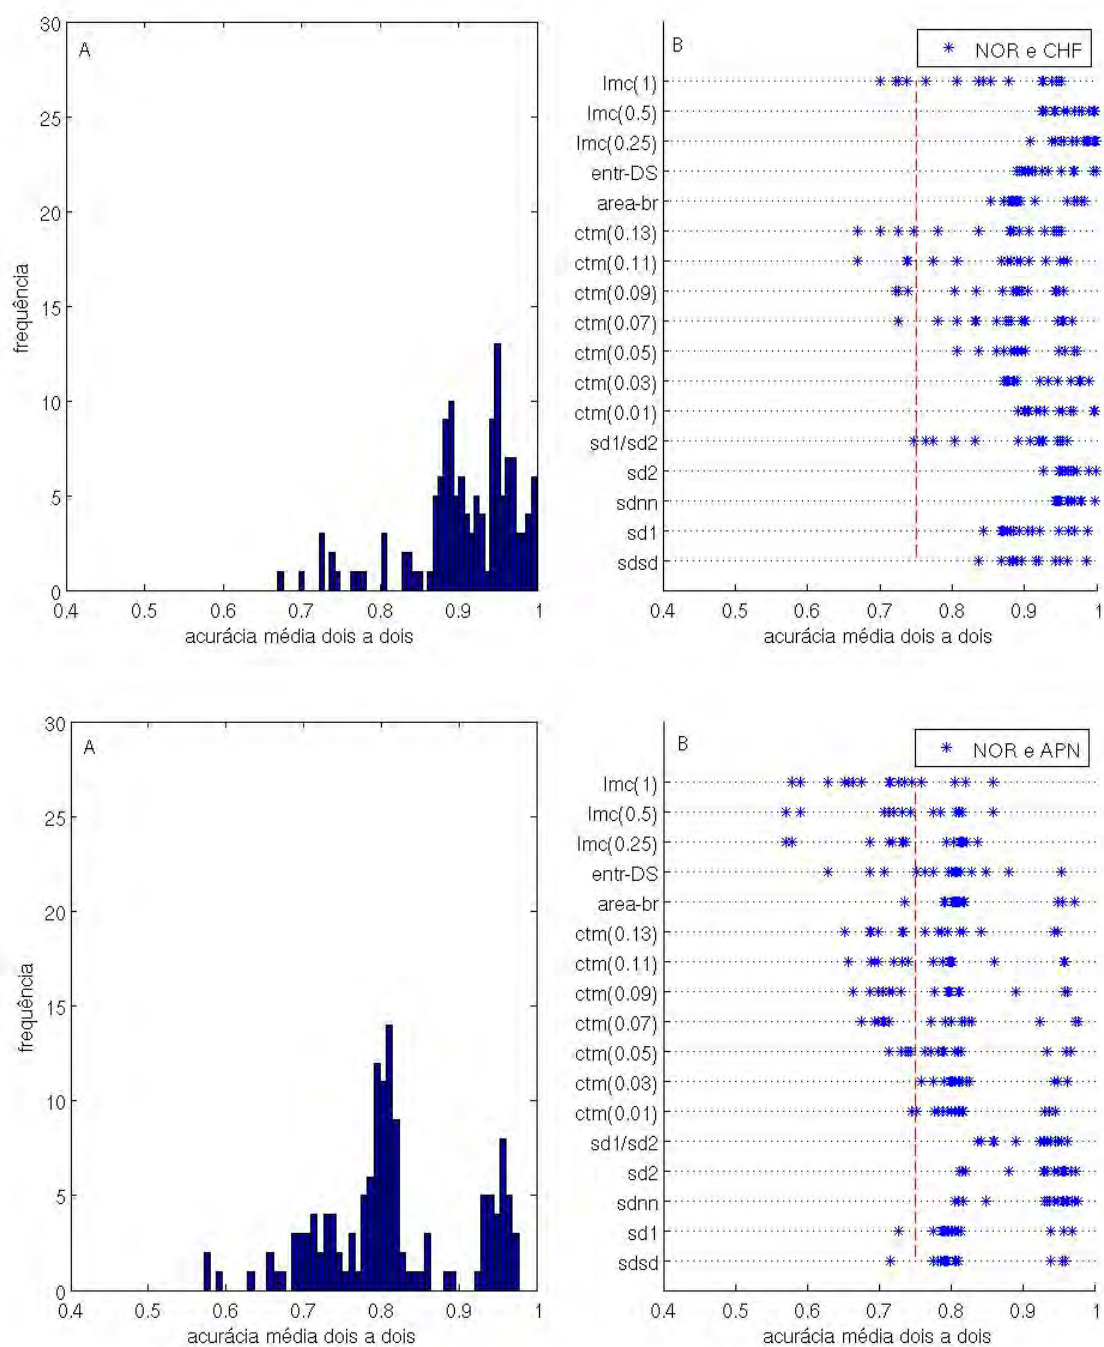 30
25
20
15
10
5
0
A
frequência
0.4 0.5 0.6 0.7 0.8 0.9 1
acurácia média dois a dois
B
NOR e CHF
lmc(1)
lmc(0.5)
lmc(0.25)
entr-DS
area-br
ctm(0.13)
ctm(0.11)
ctm(0.09)
ctm(0.07)
ctm(0.05)
ctm(0.03)
ctm(0.01)
sd1/sd2
sd2
sdnn
sd1
sdsd
0.4 0.5 0.6 0.7 0.8 0.9 1
acurácia média dois a dois
30
25
20
15
10
5
0
A
frequência
0.4 0.5 0.6 0.7 0.8 0.9 1
acurácia média dois a dois
B
NOR e APN
lmc(1)
lmc(0.5)
lmc(0.25)
entr-DS
area-br
ctm(0.13)
ctm(0.11)
ctm(0.09)
ctm(0.07)
ctm(0.05)
ctm(0.03)
ctm(0.01)
sd1/sd2
sd2
sdnn
sd1
sdsd
0.4 0.5 0.6 0.7 0.8 0.9 1
acurácia média dois a dois